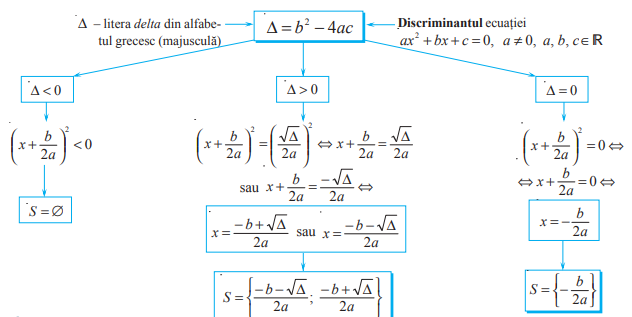 Δ – litera delta din alfabe-
tul grecesc (majusculă)
Δ = b² − 4ac
Discriminantul ecuației
ax² + bx + c = 0, a ≠ 0, a, b, c ∈ ℝ
Δ < 0
(x + b/2a)² < 0
S = ∅
Δ > 0
(x + b/2a)² = (√Δ/2a)² ⇔ x + b/2a = √Δ/2a
sau x + b/2a = −√Δ/2a ⇔
x = −b + √Δ/2a sau x = −b − √Δ/2a
S = {−b − √Δ/2a ; −b + √Δ/2a}
Δ = 0
(x + b/2a)² = 0 ⇔
⇔ x + b/2a = 0 ⇔
x = −b/2a
S = {−b/2a}